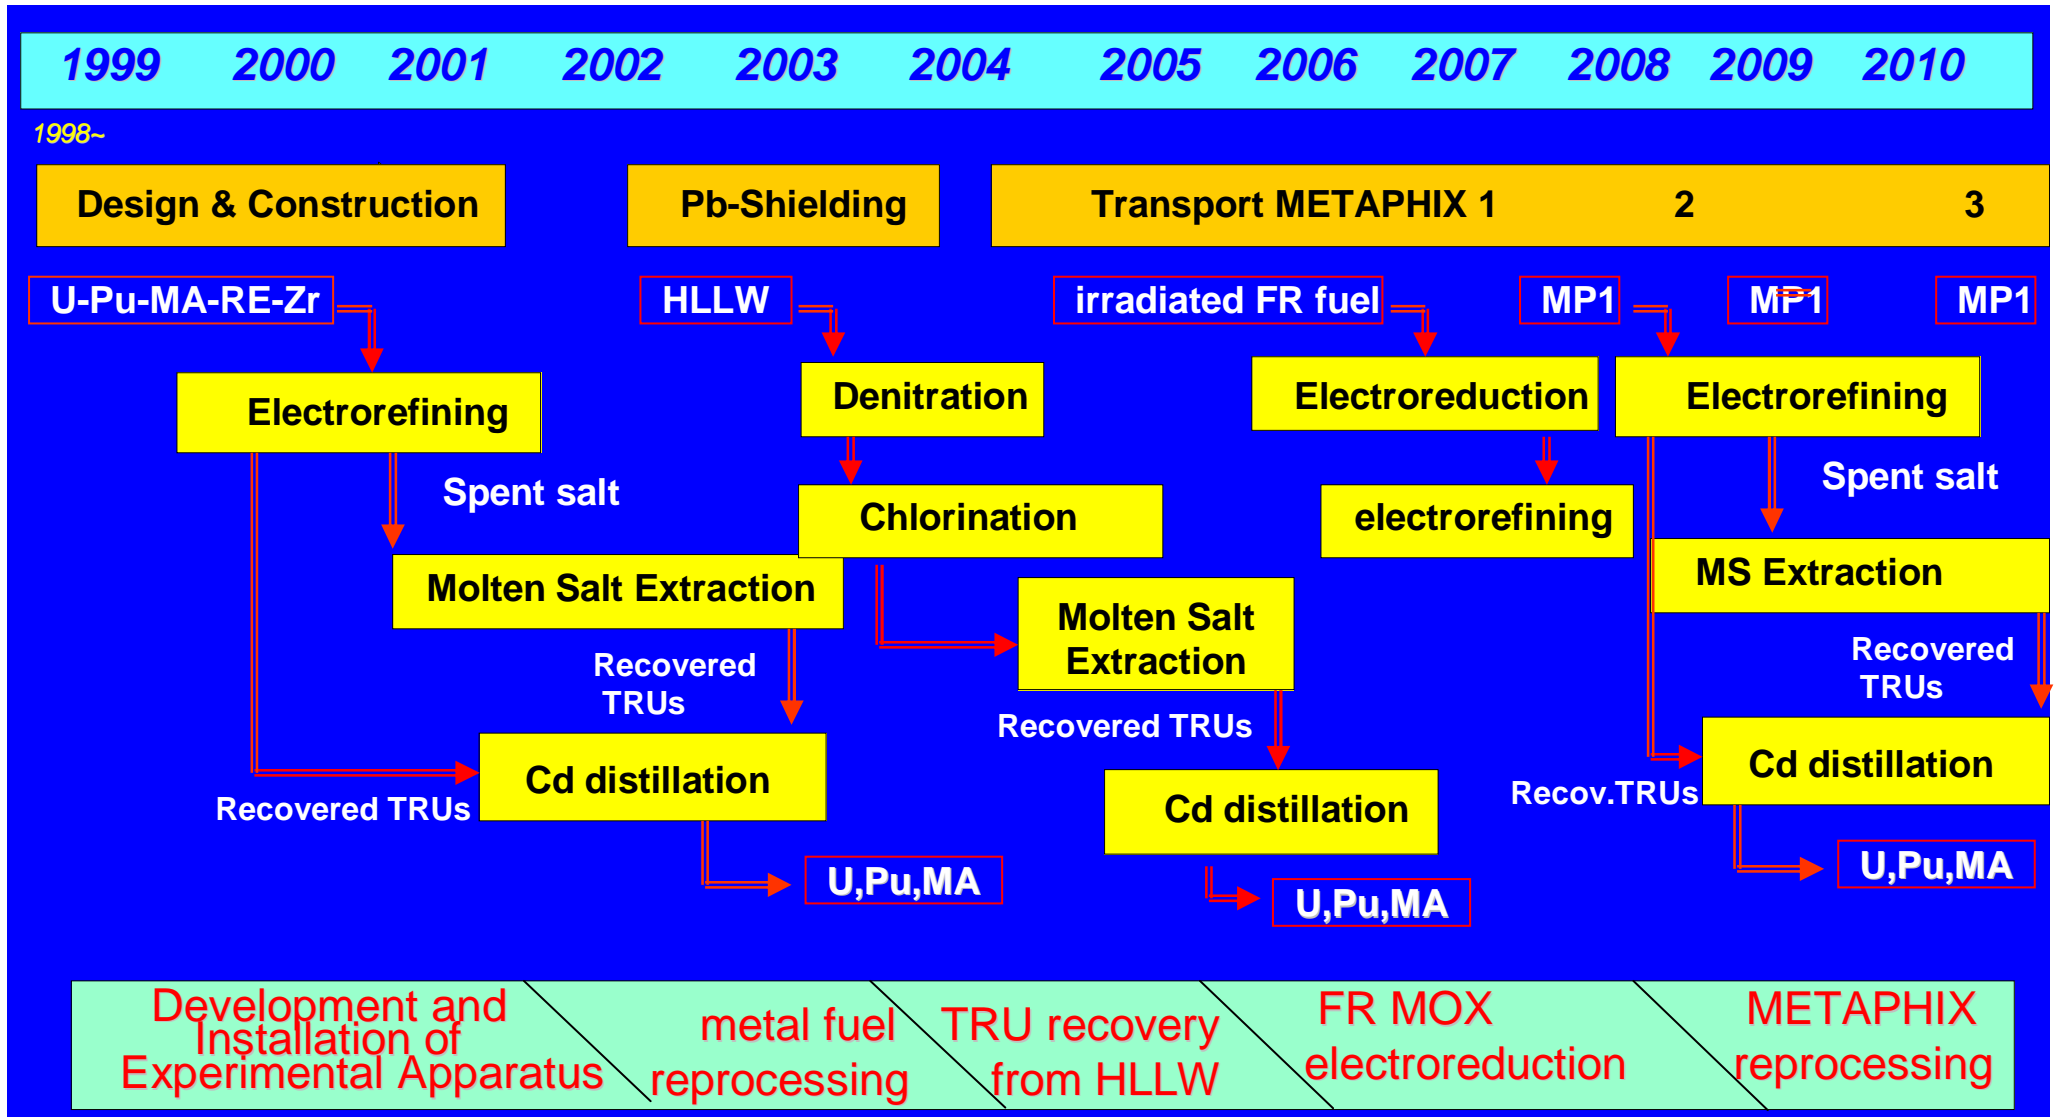 1999 2000 2001 2002 2003 2004 2005 2006 2007 2008 2009 2010
1998~
Design & Construction
Pb-Shielding
Transport METAPHIX 1 2 3
U-Pu-MA-RE-Zr
HLLW
irradiated FR fuel
MP1
MP1
MP1
Electrorefining
Denitration
Electroreduction
Electrorefining
Spent salt
Chlorination
electrorefining
Spent salt
Molten Salt Extraction
Molten Salt
Extraction
MS Extraction
Recovered
TRUs
Recovered TRUs
Recovered
TRUs
Cd distillation
Recovered TRUs
Cd distillation
Recov.TRUs
Cd distillation
U,Pu,MA
U,Pu,MA
U,Pu,MA
Development and
Installation of
Experimental Apparatus
metal fuel
reprocessing
TRU recovery
from HLLW
FR MOX
electroreduction
METAPHIX
reprocessing